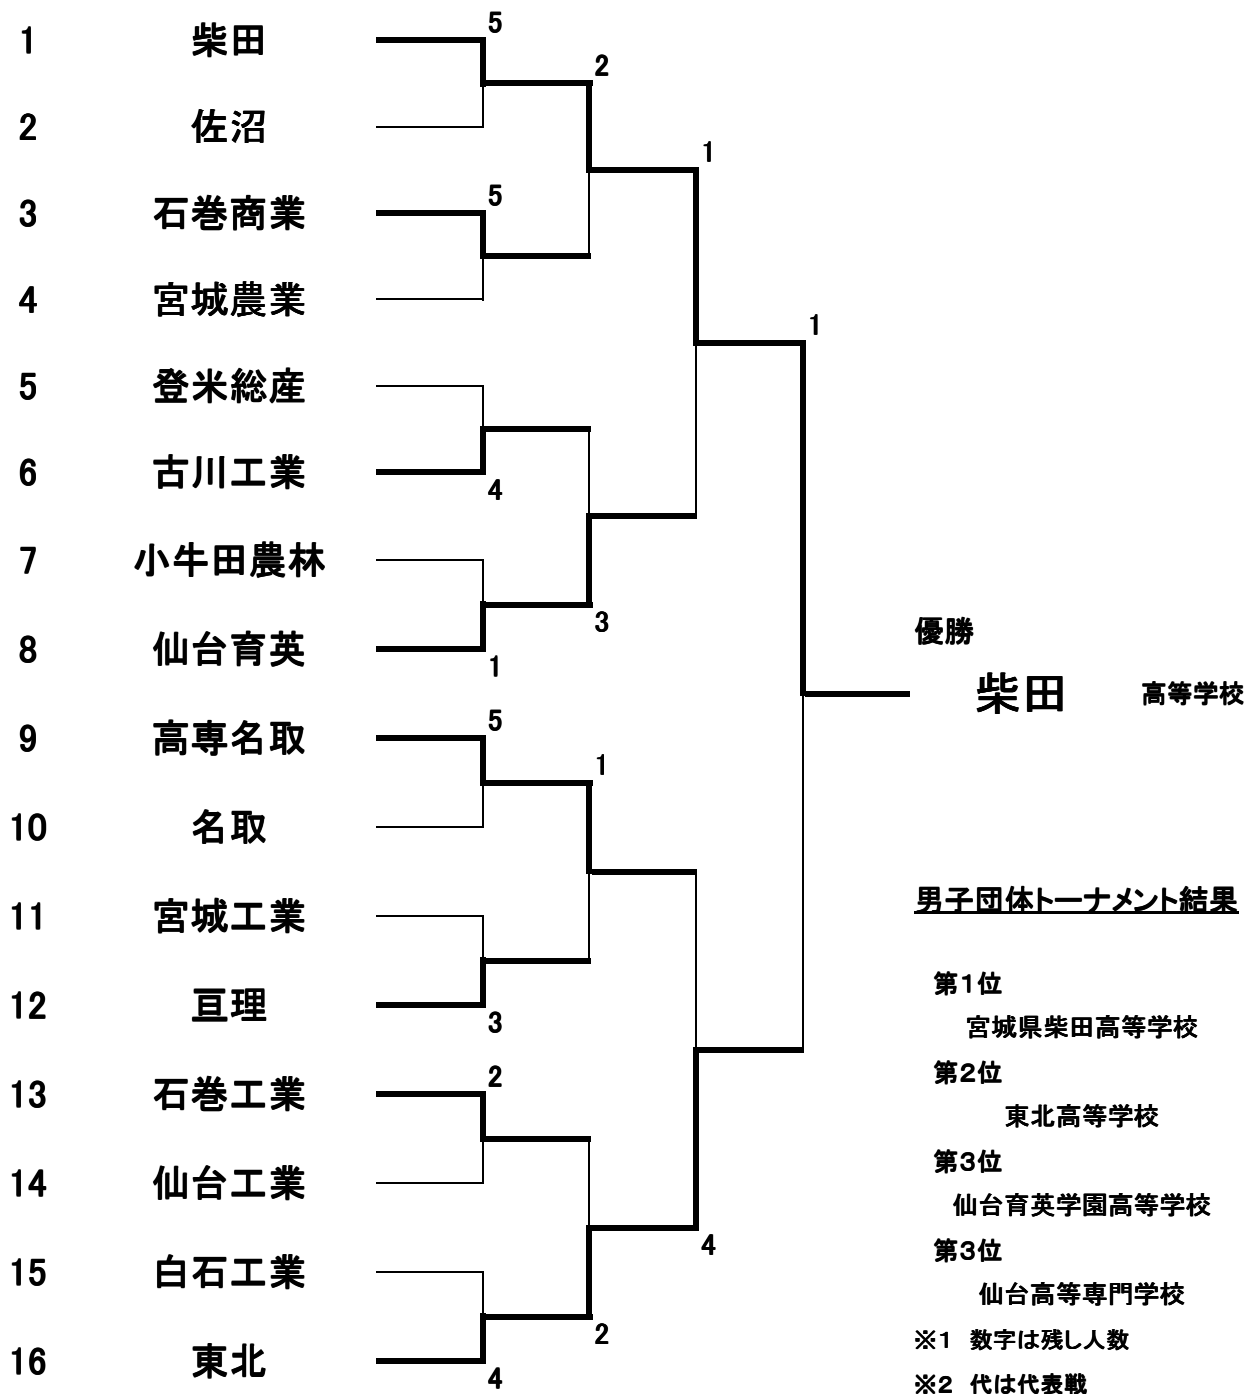 1 柴田 5
2
2 佐沼
1
3 石巻商業 5
4 宮城農業
1
5 登米総産
6 古川工業 4
7 小牛田農林
3
優勝
8 仙台育英 1
柴田 高等学校
9 高専名取 5
1
10 名取
男子団体トーナメント結果
11 宮城工業
第1位
12 亘理 3
宮城県柴田高等学校
第2位
13 石巻工業 2
東北高等学校
第3位
14 仙台工業
仙台育英学園高等学校
4
第3位
15 白石工業
仙台高等専門学校
2
※1 数字は残し人数
16 東北 4
※2 代は代表戦